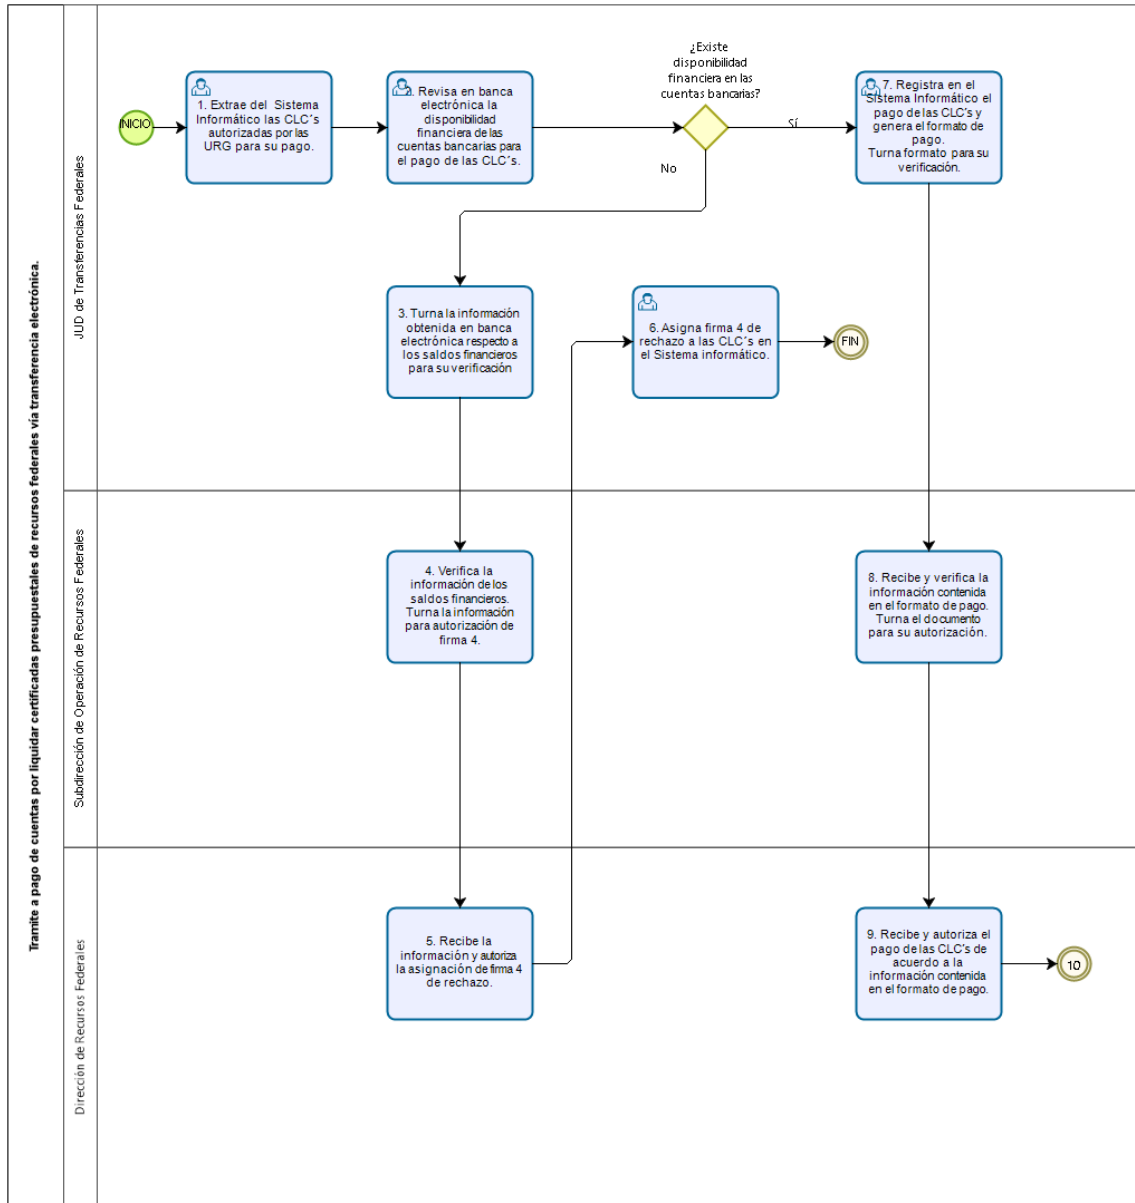 Tramite a pago de cuentas por liquidar certificadas presupuestales de recursos federales vía transferencia electrónica.
JUD de Transferencias Federales
INICIO
1. Extrae del Sistema
Informático las CLC´s
autorizadas por las
URG para su pago.
. Revisa en banca
electrónica la
disponibilidad
financiera de las
cuentas bancarias para
el pago de las CLC´s.
¿Existe
disponibilidad
financiera en las
cuentas bancarias?
Sí
No
7. Registra en el
Sistema Informático el
pago de las CLC's y
genera el formato de
pago.
Turna formato para su
verificación.
3. Turna la información
obtenida en banca
electrónica respecto a
los saldos financieros
para su verificación
6. Asigna firma 4 de
rechazo a las CLC´s en
el Sistema informático.
FIN
Subdirección de Operación de Recursos Federales
4. Verifica la
información de los
saldos financieros.
Turna la información
para autorización de
firma 4.
8. Recibe y verifica la
información contenida
en el formato de pago.
Turna el documento
para su autorización.
Dirección de Recursos Federales
5. Recibe la
información y autoriza
la asignación de firma 4
de rechazo.
9. Recibe y autoriza el
pago de las CLC's de
acuerdo a la
información contenida
en el formato de pago.
10